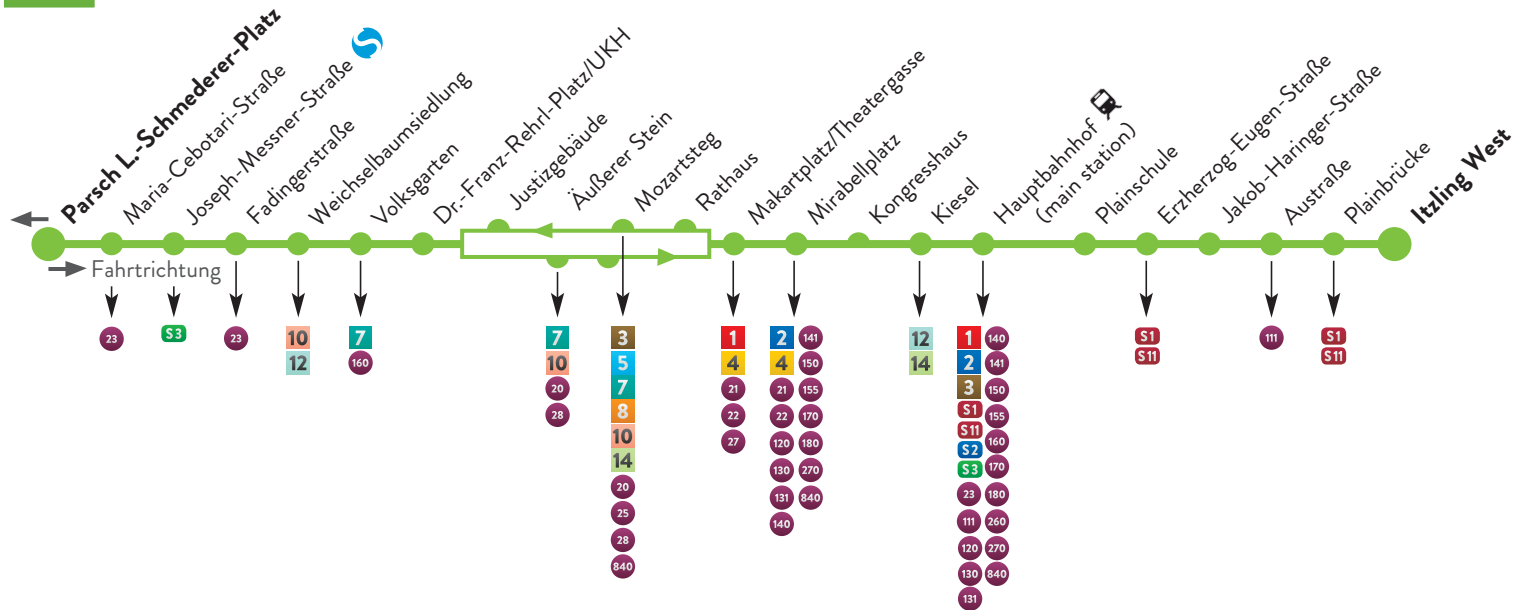 Parsch L.-Schmederer-Platz
Maria-Cebotari-Straße
Joseph-Messner-Straße
Fadingerstraße
Weichselbaumsiedlung
Volksgarten
Dr.-Franz-Rehrl-Platz/UKH
Justizgebäude
Äußerer Stein
Mozartsteg
Rathaus
Makartplatz/Theatergasse
Mirabellplatz
Kongresshaus
Kiesel
Hauptbahnhof
(main station)
Plainschule
Erzherzog-Eugen-Straße
Jakob-Haringer-Straße
Austraße
Plainbrücke
Itzling West
Fahrtrichtung
23
S3
23
10
12
7
160
7
10
20
28
3
5
7
8
10
14
20
25
28
840
1
4
21
22
27
2 141
4 150
21 155
22 170
120 180
130 270
131 840
140
12
14
1 140
2 141
3 150
S1 155
S11 160
S2 170
S3 180
23 260
111 270
120 840
130
131
S1
S11
111
S1
S11